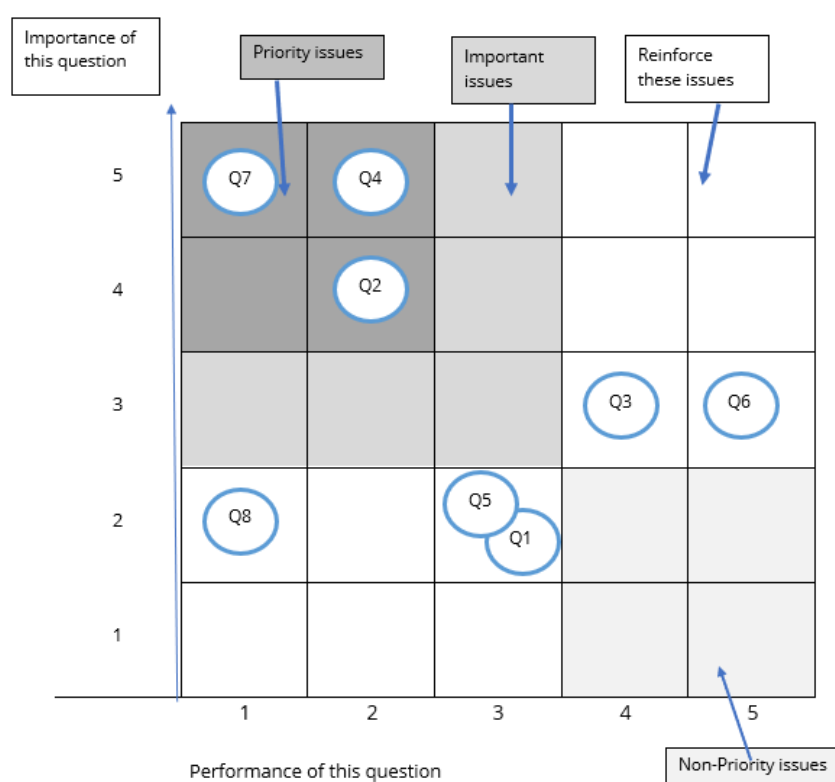 Importance of
this question
Priority issues
Important
issues
Reinforce
these issues
5
Q7
Q4
4
Q2
3
Q3
Q6
2
Q8
Q5
Q1
1
1
2
3
4
5
Performance of this question
Non-Priority issues